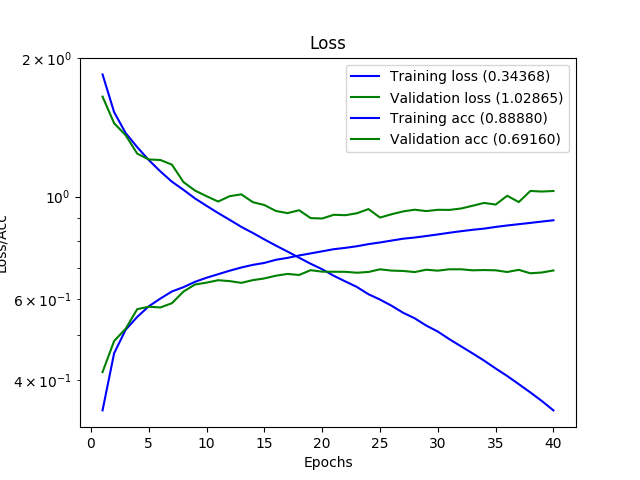 Loss
2 × 10⁰
Training loss (0.34368)
Validation loss (1.02865)
Training acc (0.88880)
Validation acc (0.69160)
10⁰
Loss/Acc
6 × 10⁻¹
4 × 10⁻¹
0 5 10 15 20 25 30 35 40
Epochs